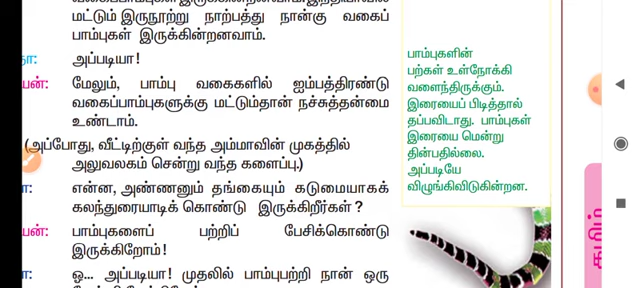 மட்டும் இருநூற்று நாற்பத்து நான்கு வகைப்
பாம்புகள் இருக்கின்றனவாம்.
அப்படியா!
மேலும், பாம்பு வகைகளில் ஐம்பத்திரண்டு
வகைப்பாம்புகளுக்கு மட்டும்தான் நச்சுத்தன்மை
உண்டாம்.
(அப்போது, வீட்டிற்குள் வந்த அம்மாவின் முகத்தில்
அலுவலகம் சென்று வந்த களைப்பு.)
என்ன, அண்ணனும் தங்கையும் கடுமையாகக்
கலந்துரையாடிக் கொண்டு இருக்கிறீர்கள் ?
பாம்புகளைப் பற்றிப் பேசிக்கொண்டு
இருக்கிறோம்!
ஓ... அப்படியா! முதலில் பாம்புபற்றி நான் ஒரு
பாம்புகளின்
பற்கள் உள்நோக்கி
வளைந்திருக்கும்.
இரையைப் பிடித்தால்
தப்பவிடாது. பாம்புகள்
இரையை மென்று
தின்பதில்லை.
அப்படியே
விழுங்கிவிடுகின்றன.
தமிழ்